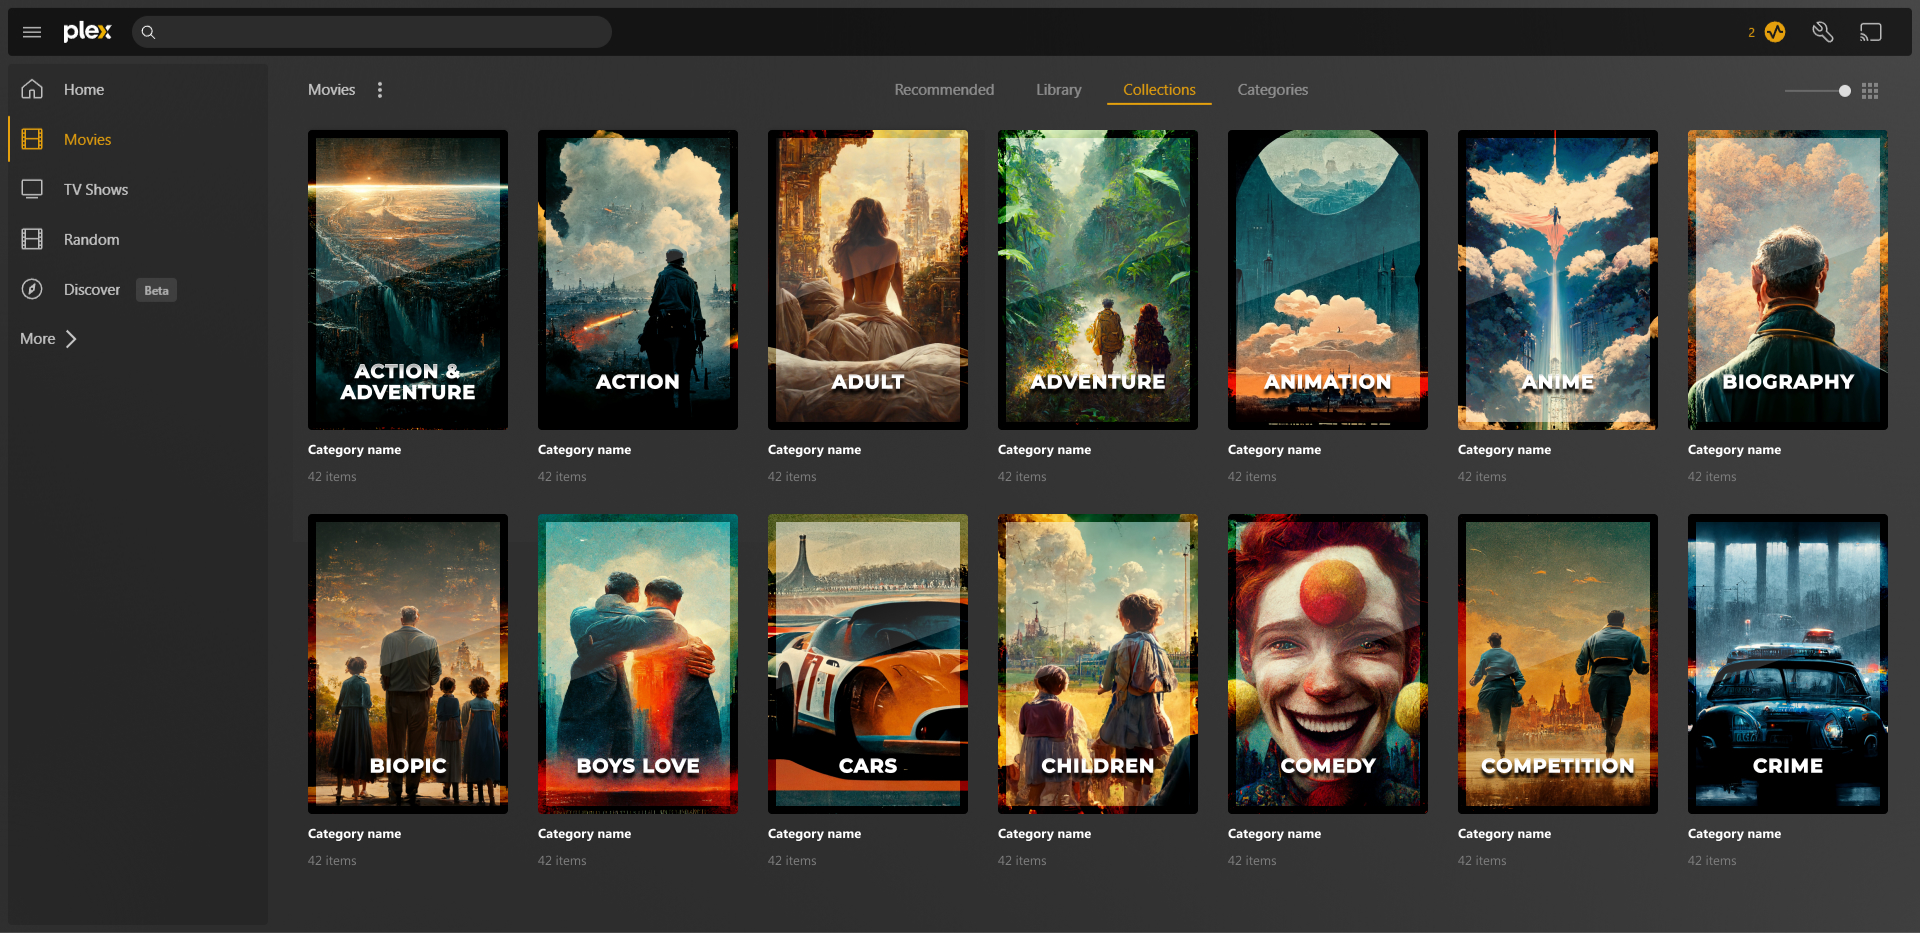 plex
2
Home
Movies
TV Shows
Random
Discover Beta
More
Movies
Recommended Library Collections Categories
ACTION &
ADVENTURE
ACTION
ADULT
ADVENTURE
ANIMATION
ANIME
BIOGRAPHY
Category name
Category name
Category name
Category name
Category name
Category name
Category name
42 items
42 items
42 items
42 items
42 items
42 items
42 items
BIOPIC
BOYS LOVE
CARS
CHILDREN
COMEDY
COMPETITION
CRIME
Category name
Category name
Category name
Category name
Category name
Category name
Category name
42 items
42 items
42 items
42 items
42 items
42 items
42 items